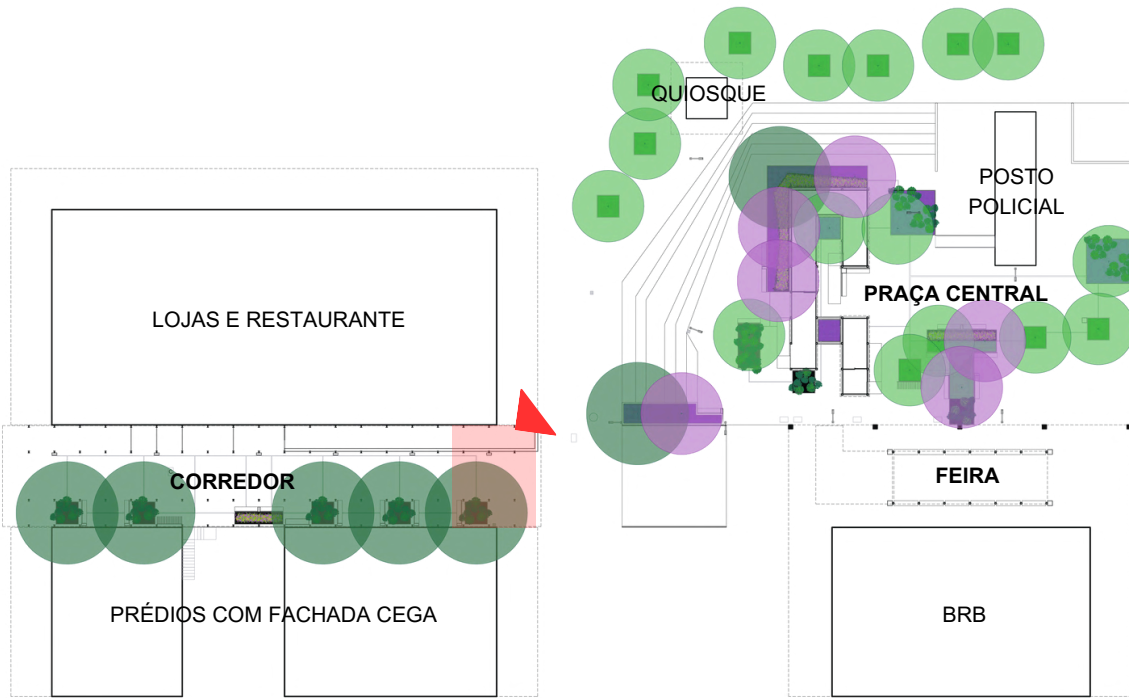 QUIOSQUE
POSTO
POLICIAL
PRAÇA CENTRAL
LOJAS E RESTAURANTE
CORREDOR
FEIRA
PRÉDIOS COM FACHADA CEGA
BRB